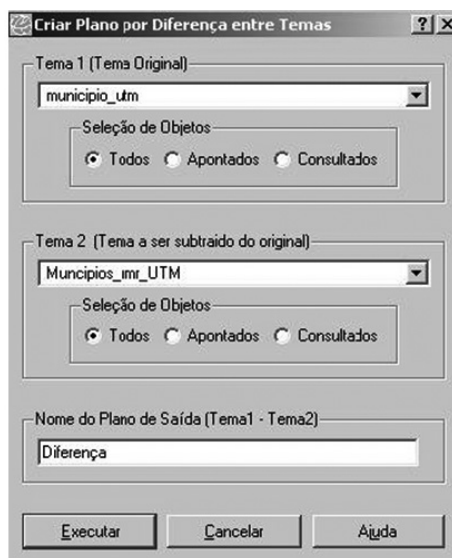 Criar Plano por Diferença entre Temas
Tema 1 (Tema Original)
municipio_utm
Seleção de Objetos
Todos Apontados Consultados
Tema 2 (Tema a ser subtraido do original)
Muncipios_imr_UTM
Seleção de Objetos
Todos Apontados Consultados
Nome do Plano de Saída (Tema1 - Tema2)
Diferença
Executar Cancelar Ajuda